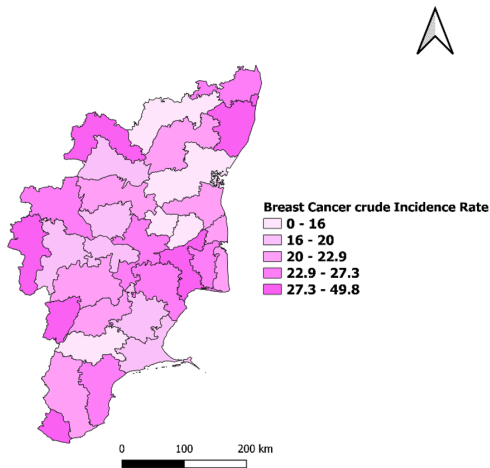 Breast Cancer crude Incidence Rate
0 - 16
16 - 20
20 - 22.9
22.9 - 27.3
27.3 - 49.8
0 100 200 km